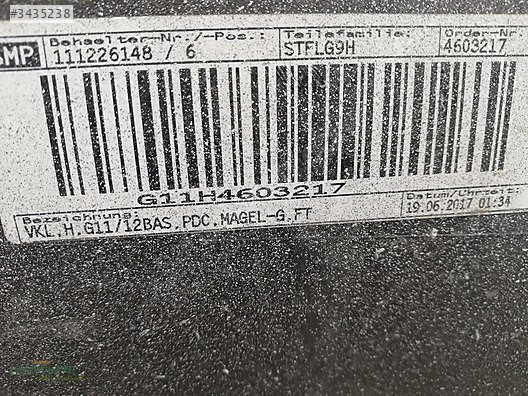 #3435238
SMP
Behaelter-Nr./-Pos.: Teilefamilie: Order-Nr.
111226148 / 6 STFLG9H 4603217
G11H4603217
Bezeichnung: Datum/Uhrzeit:
VKL.H.G11/12BAS.PDC.MAGEL-G.FT 19.06.2017 01:34